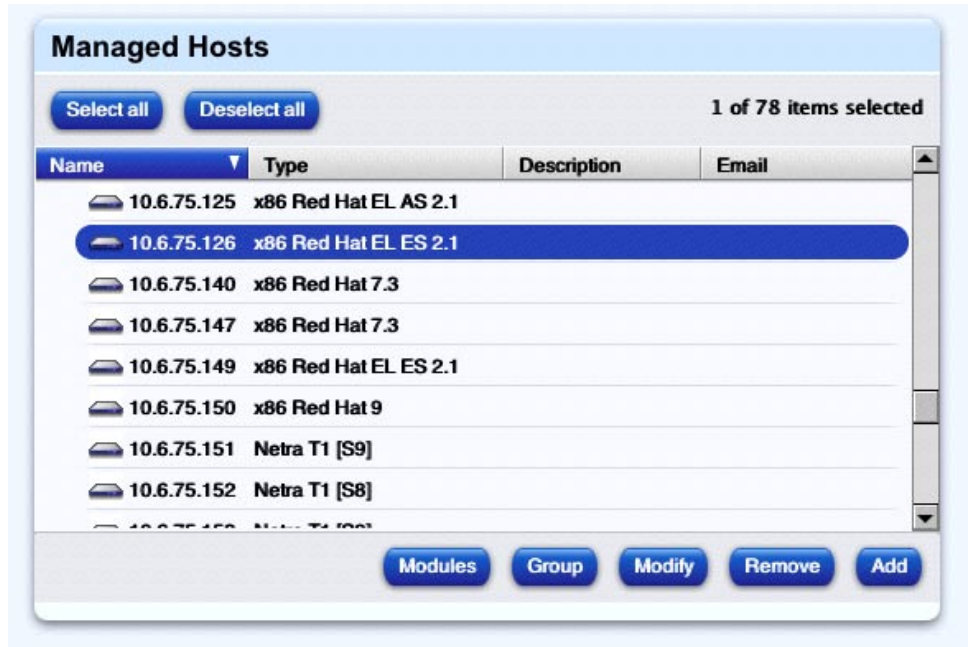 Managed Hosts
Select all Deselect all 1 of 78 items selected
Name Type Description Email
10.6.75.125 x86 Red Hat EL AS 2.1
10.6.75.126 x86 Red Hat EL ES 2.1
10.6.75.140 x86 Red Hat 7.3
10.6.75.147 x86 Red Hat 7.3
10.6.75.149 x86 Red Hat EL ES 2.1
10.6.75.150 x86 Red Hat 9
10.6.75.151 Netra T1 [S9]
10.6.75.152 Netra T1 [S8]
Modules Group Modify Remove Add